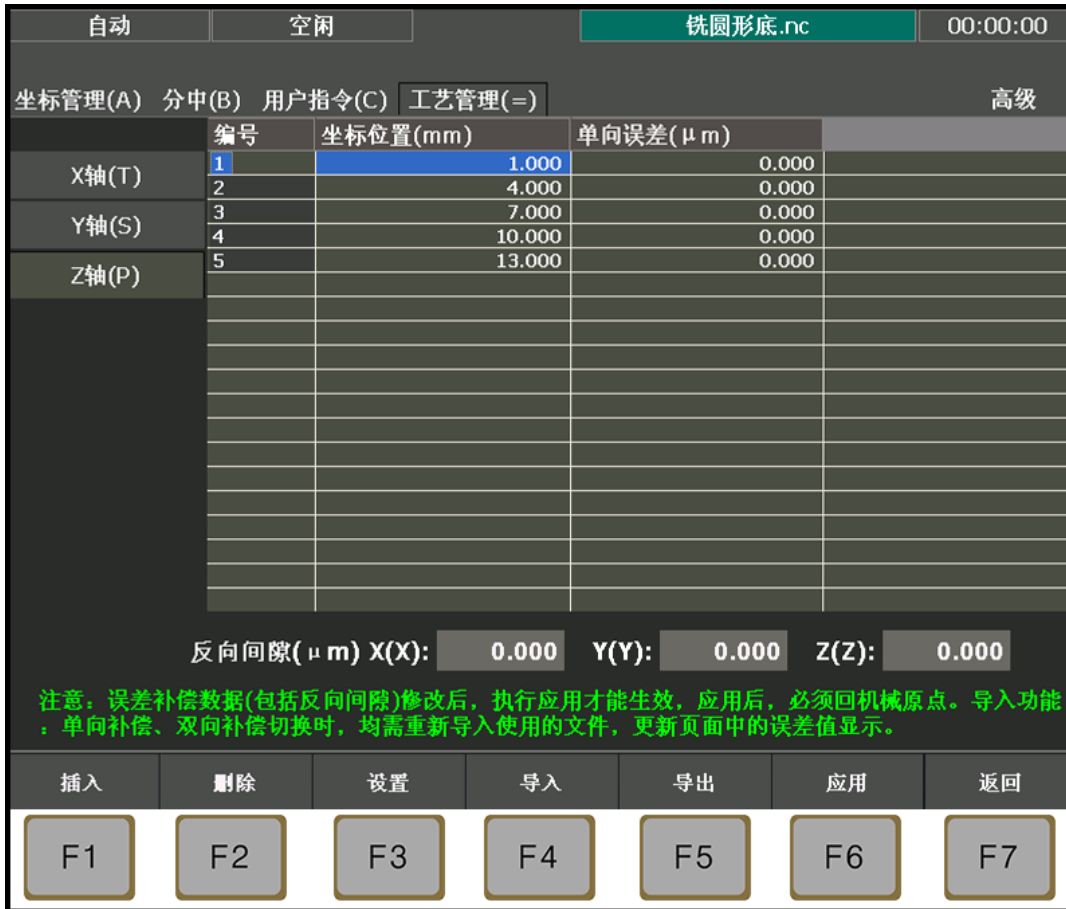 自动 空闲 铣圆形底.nc 00:00:00
坐标管理(A) 分中(B) 用户指令(C) 工艺管理(=) 高级
编号 坐标位置(mm) 单向误差(μm)
X轴(T)
Y轴(S)
Z轴(P)
1 1.000 0.000
2 4.000 0.000
3 7.000 0.000
4 10.000 0.000
5 13.000 0.000
反向间隙(μm) X(X): 0.000 Y(Y): 0.000 Z(Z): 0.000
注意：误差补偿数据(包括反向间隙)修改后，执行应用才能生效，应用后，必须回机械原点。导入功能
：单向补偿、双向补偿切换时，均需重新导入使用的文件，更新页面中的误差值显示。
插入 删除 设置 导入 导出 应用 返回
F1 F2 F3 F4 F5 F6 F7